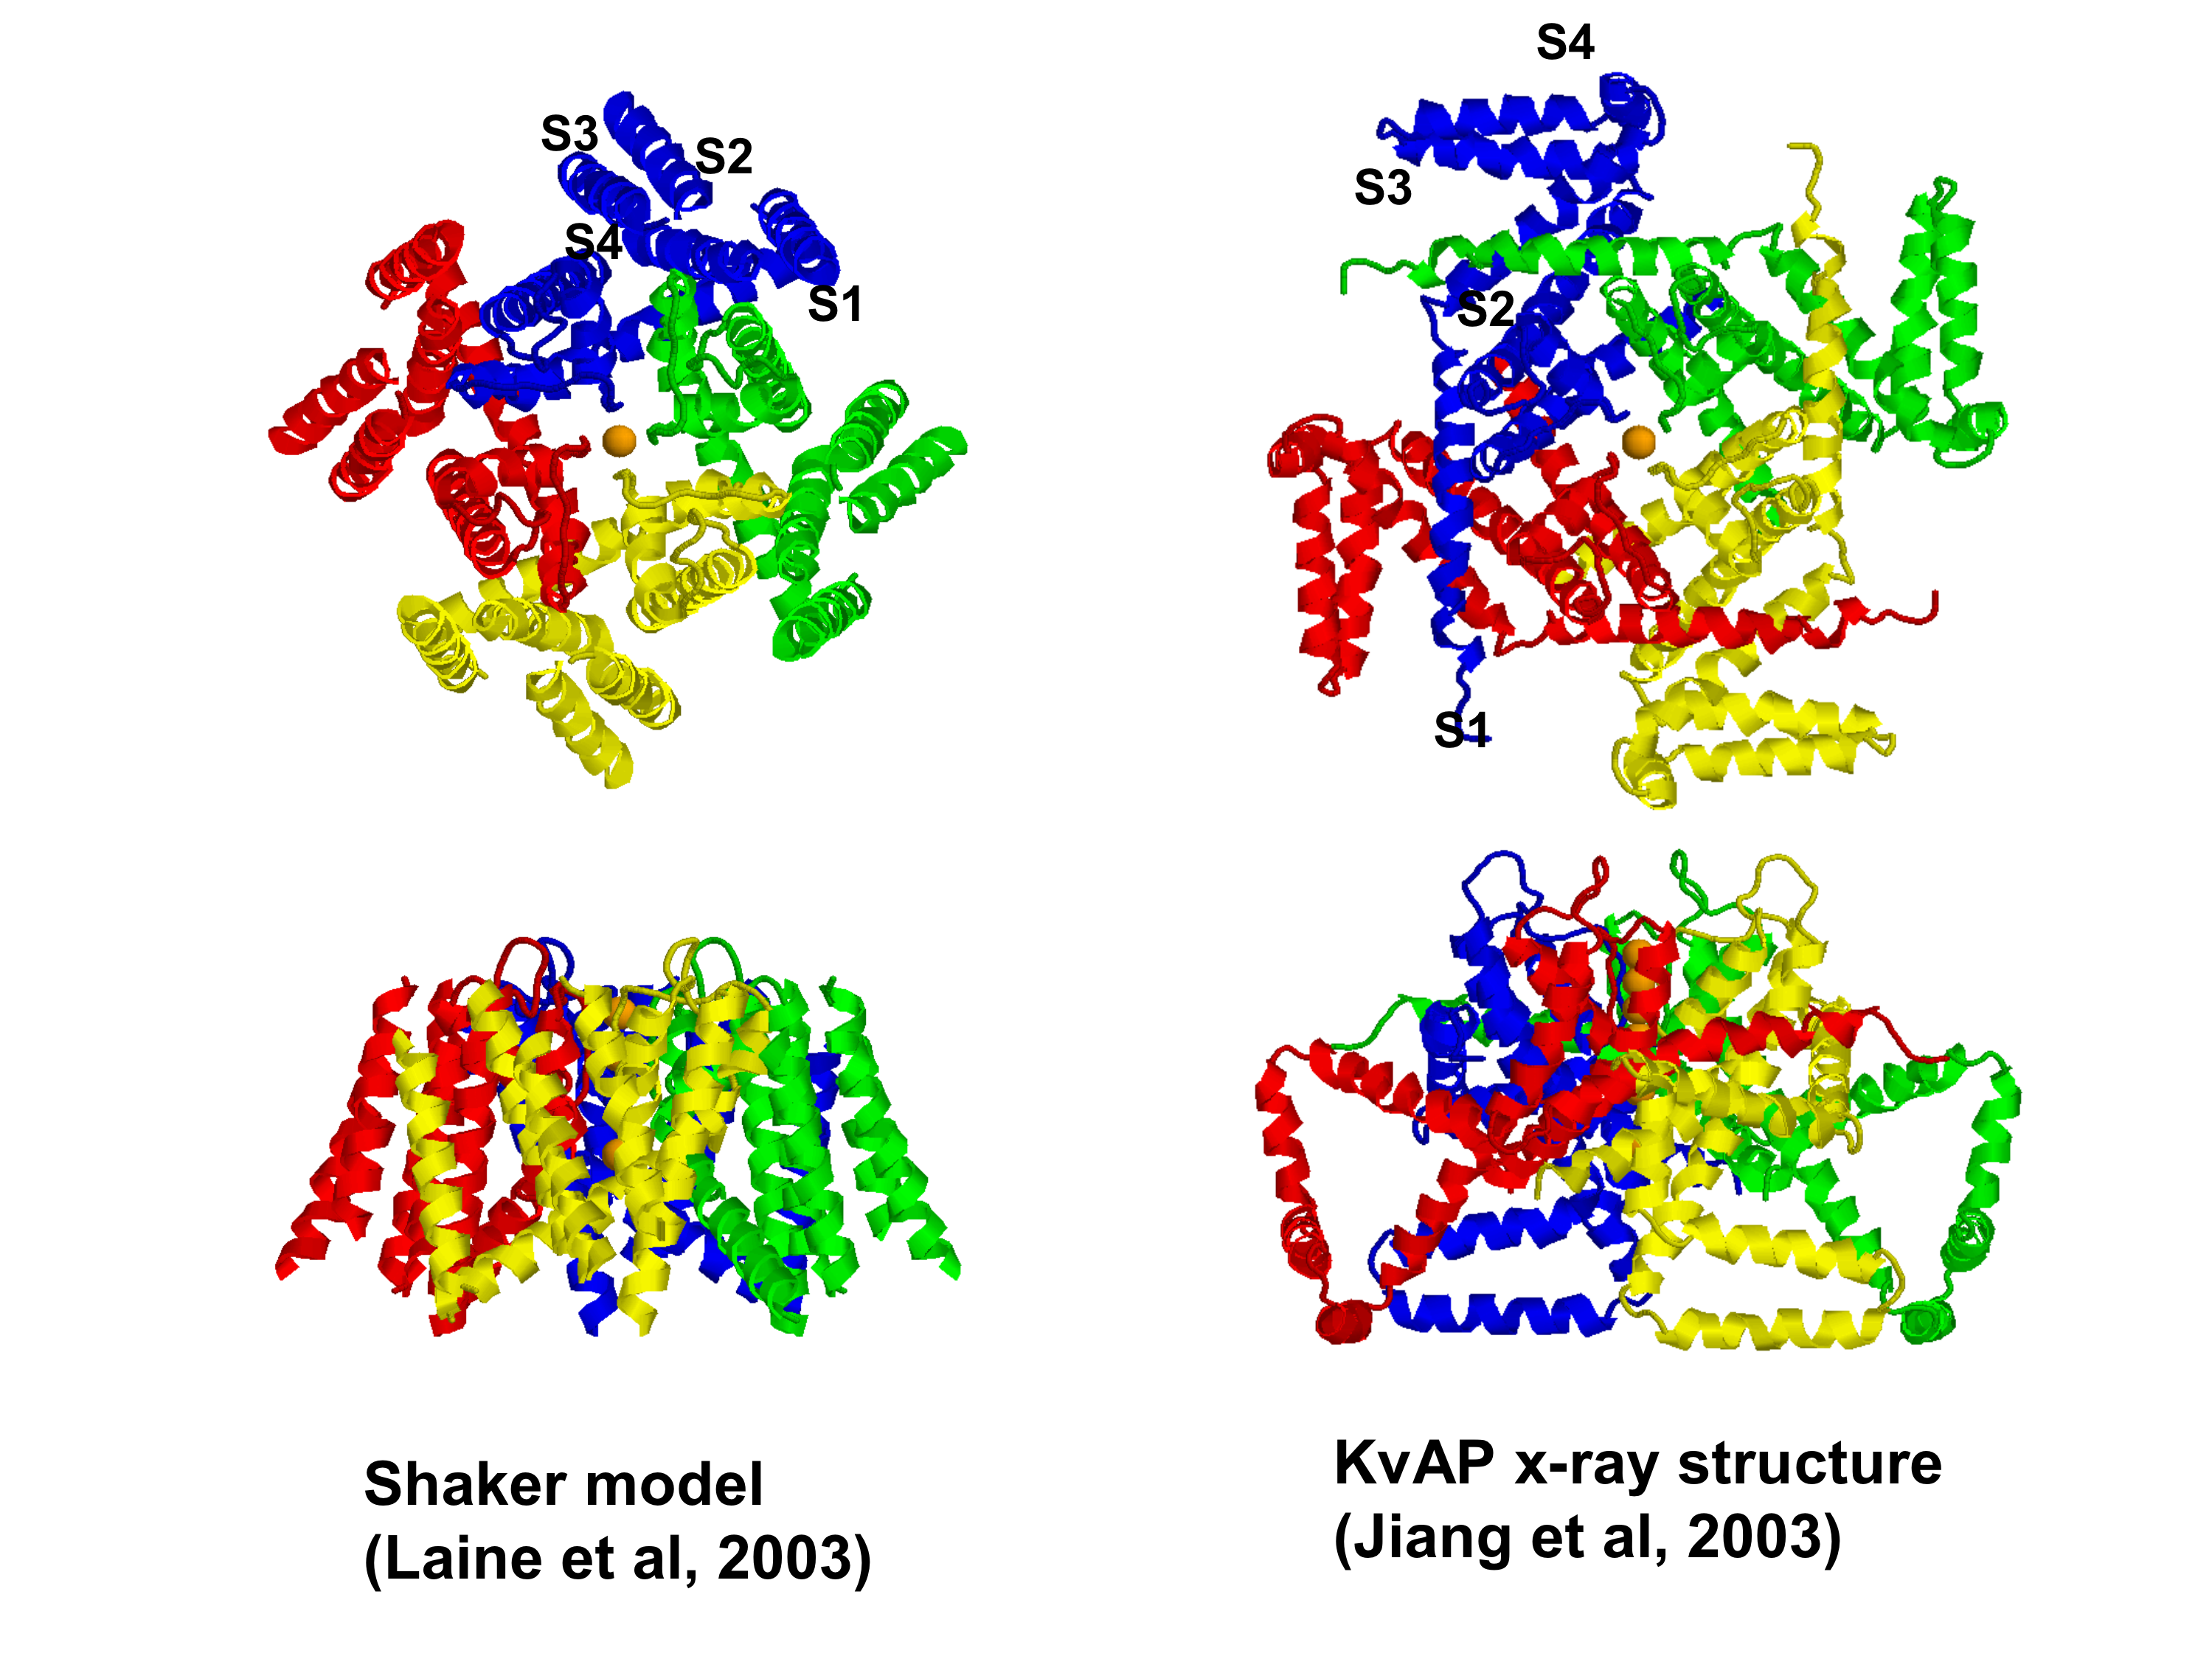 S3
S2
S4
S1
S4
S3
S2
S1
Shaker model
(Laine et al, 2003)
KvAP x-ray structure
(Jiang et al, 2003)